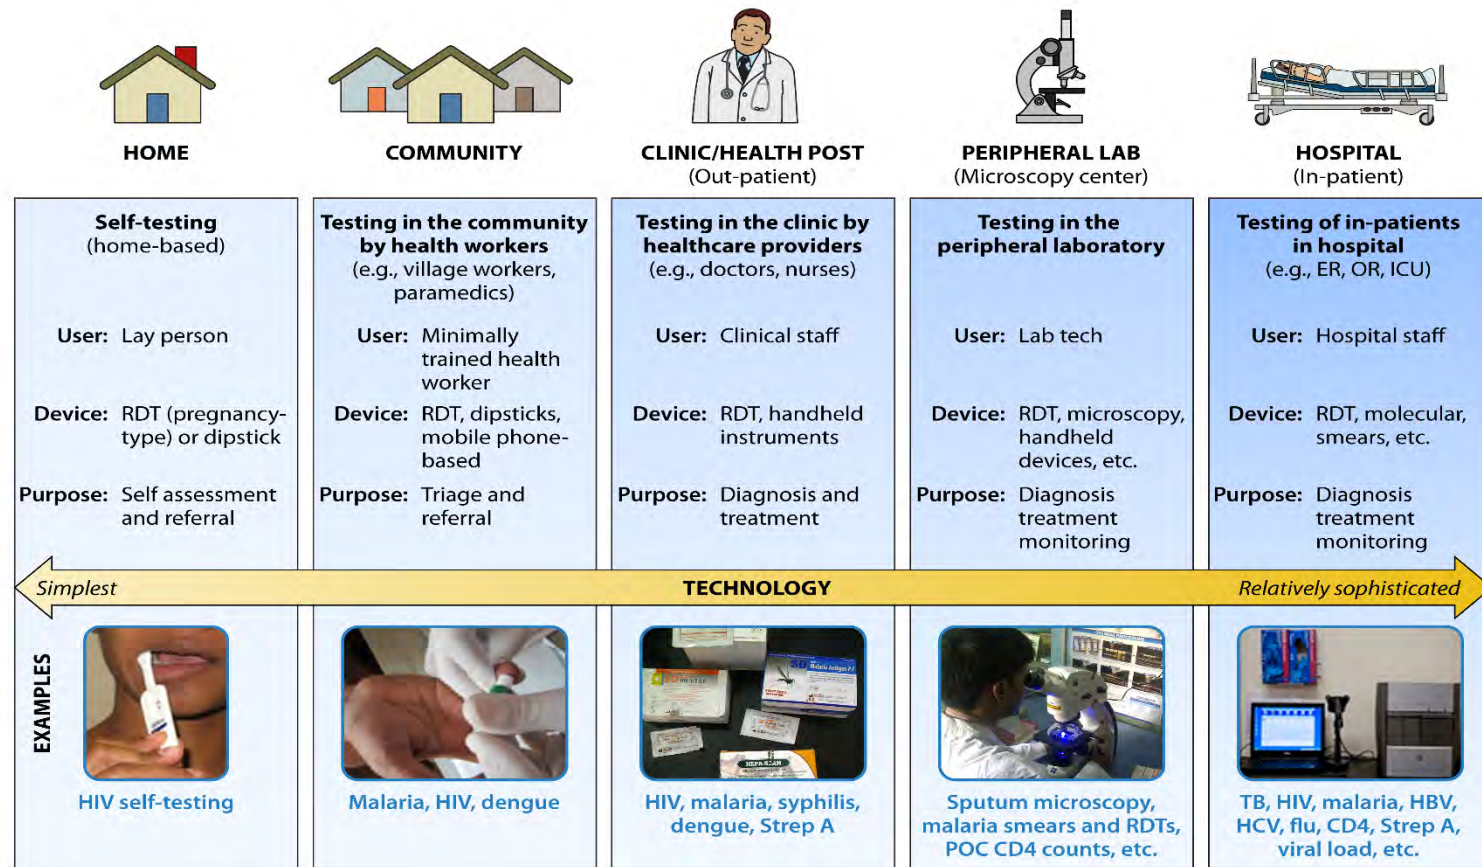 HOME
COMMUNITY
CLINIC/HEALTH POST
(Out-patient)
PERIPHERAL LAB
(Microscopy center)
HOSPITAL
(In-patient)
Self-testing
(home-based)
User: Lay person
Device: RDT (pregnancy-
type) or dipstick
Purpose: Self assessment
and referral
Testing in the community
by health workers
(e.g., village workers,
paramedics)
User: Minimally
trained health
worker
Device: RDT, dipsticks,
mobile phone-
based
Purpose: Triage and
referral
Testing in the clinic by
healthcare providers
(e.g., doctors, nurses)
User: Clinical staff
Device: RDT, handheld
instruments
Purpose: Diagnosis and
treatment
Testing in the
peripheral laboratory
User: Lab tech
Device: RDT, microscopy,
handheld
devices, etc.
Purpose: Diagnosis
treatment
monitoring
Testing of in-patients
in hospital
(e.g., ER, OR, ICU)
User: Hospital staff
Device: RDT, molecular,
smears, etc.
Purpose: Diagnosis
treatment
monitoring
Simplest
TECHNOLOGY
Relatively sophisticated
EXAMPLES
HIV self-testing
Malaria, HIV, dengue
SD
Malaria Antigen P.f
HIV, malaria, syphilis,
dengue, Strep A
Sputum microscopy,
malaria smears and RDTs,
POC CD4 counts, etc.
TB, HIV, malaria, HBV,
HCV, flu, CD4, Strep A,
viral load, etc.